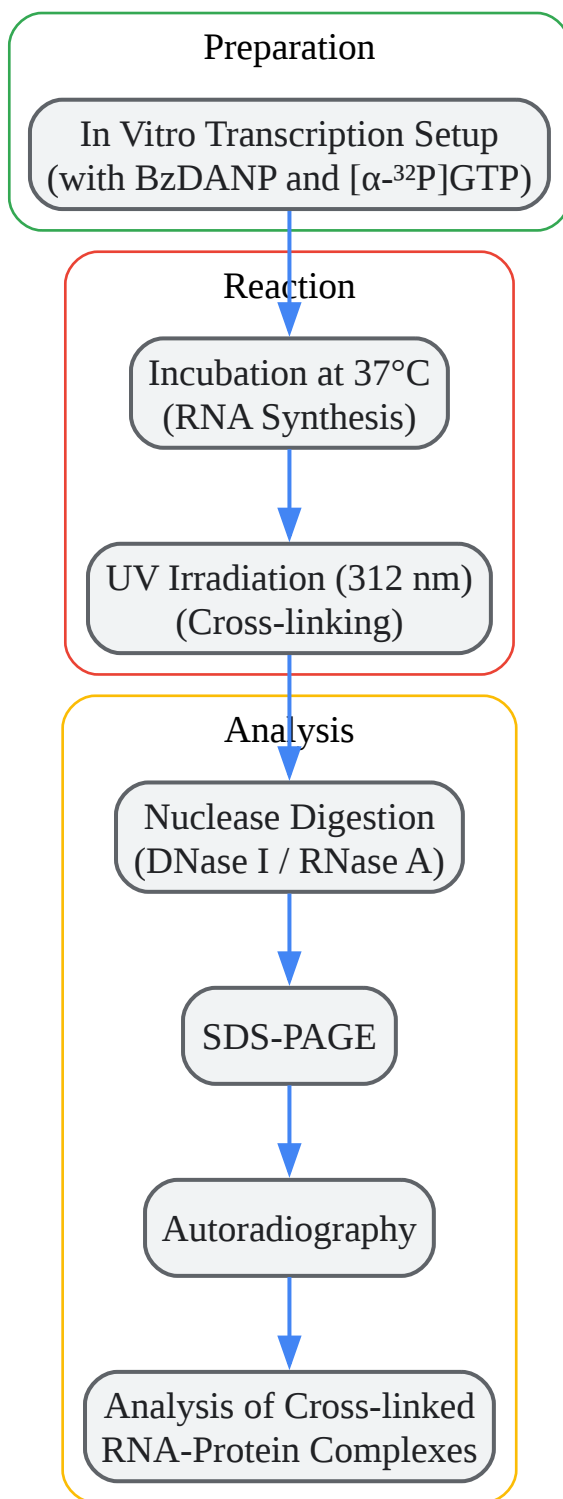 Preparation
In Vitro Transcription Setup
(with BzDANP and [α-³²P]GTP)
Reaction
Incubation at 37°C
(RNA Synthesis)
UV Irradiation (312 nm)
(Cross-linking)
Analysis
Nuclease Digestion
(DNase I / RNase A)
SDS-PAGE
Autoradiography
Analysis of Cross-linked
RNA-Protein Complexes